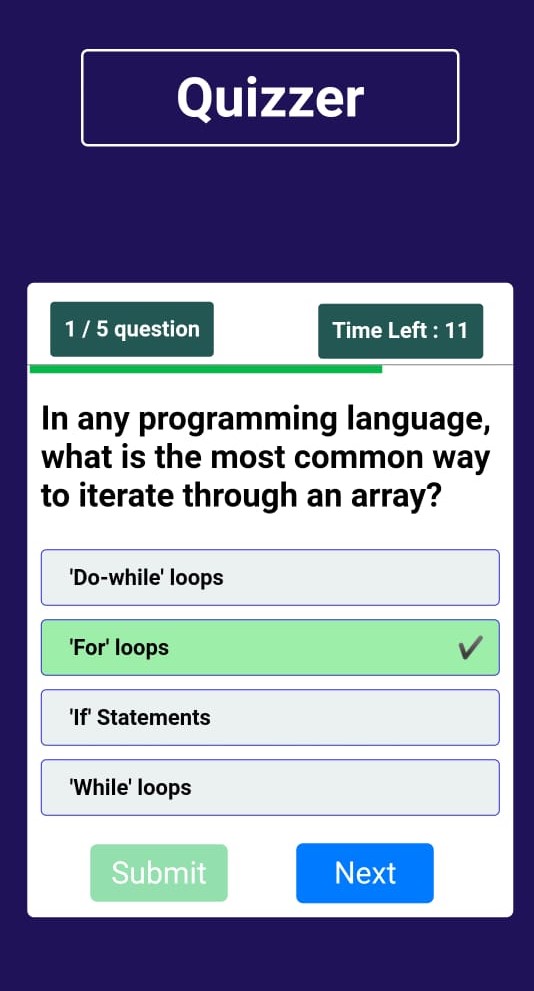 Quizzer
1 / 5 question
Time Left : 11
In any programming language,
what is the most common way
to iterate through an array?
'Do-while' loops
'For' loops
'If' Statements
'While' loops
Submit
Next